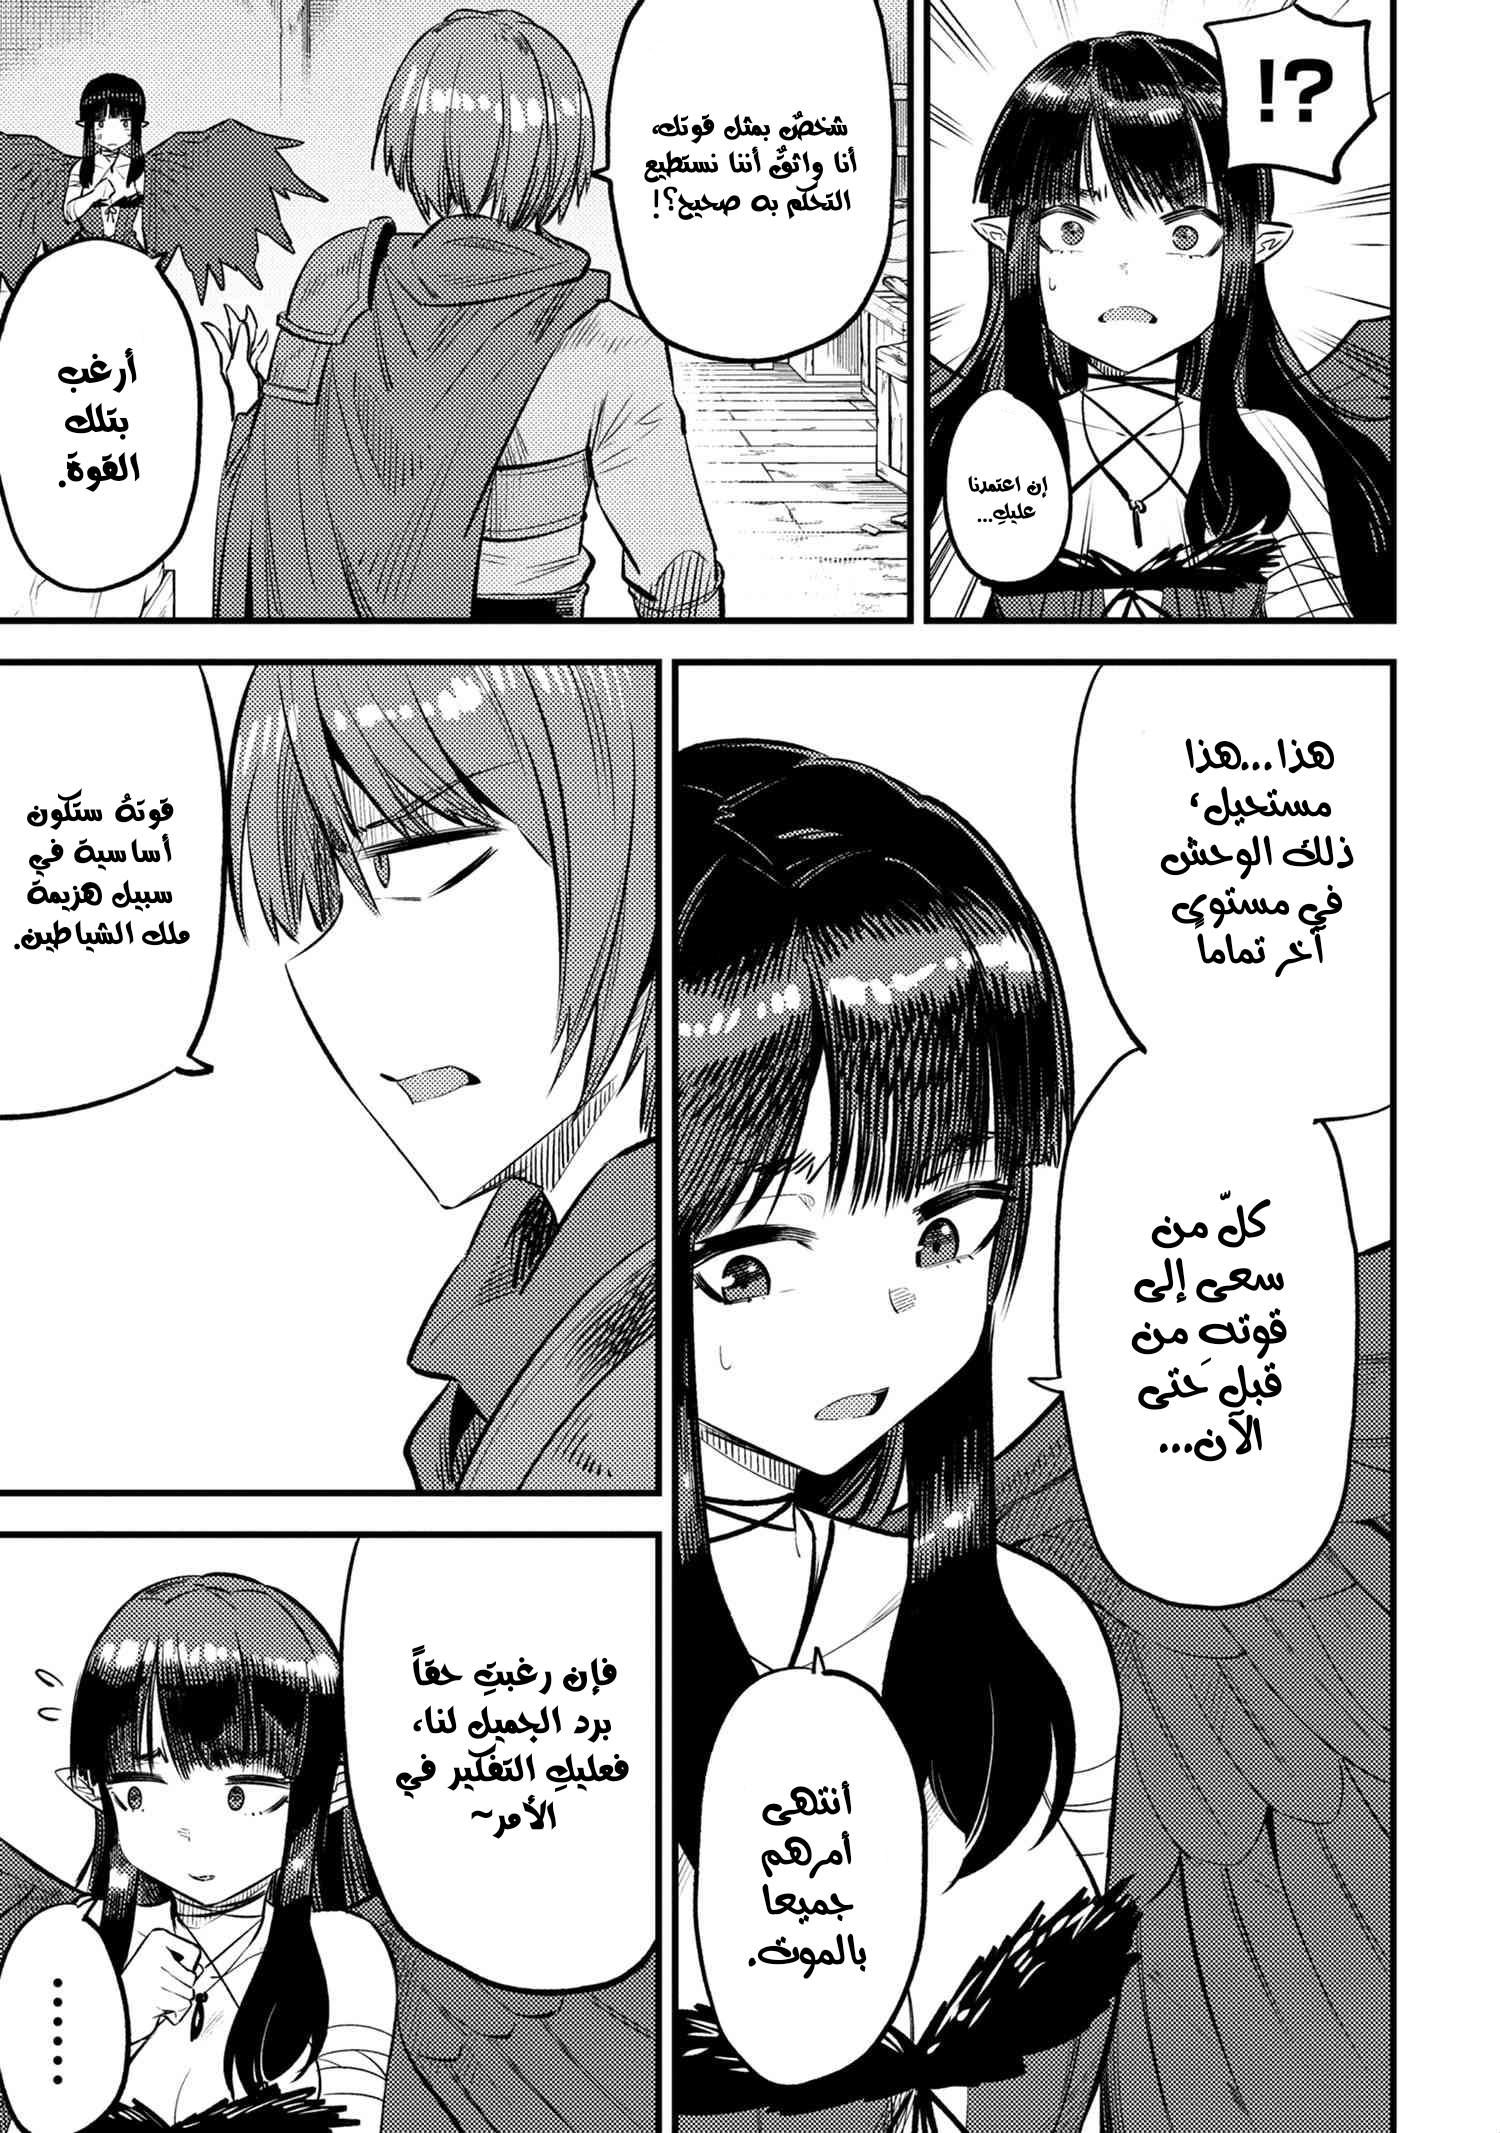 !?
إن اعتمدنا
عليكِ...
شخصٌ بمثل قوتك،
أنا واثقٌ أننا نستطيع
التحكم به صحيح؟!
أرغب
بتلك
القوة.
هذا...هذا
مستحيل،
ذلك الوحش
في مستوى
آخر تماماً
كلّ من
سعى إلى
قوته من
قبل حَتى
الآن...
أنتهى
أمرهم
جميعا
بالموت.
قوتهُ ستكون
أساسية في
سبيل هزيمة
ملك الشياطين.
فإن رغبتِ حقاً
برد الجميل لنا،
فعليكِ التفكير في
الأمر~
......